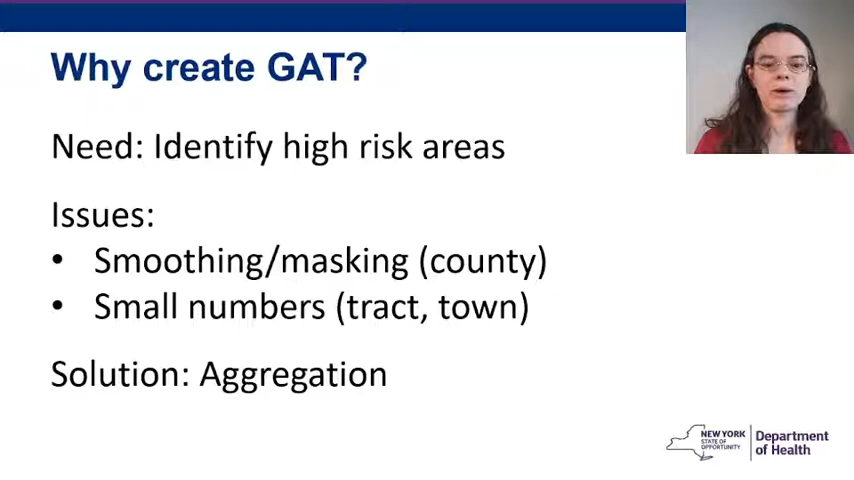 Why create GAT?
Need: Identify high risk areas
Issues:
• Smoothing/masking (county)
• Small numbers (tract, town)
Solution: Aggregation
NEW YORK
STATE OF
OPPORTUNITY
Department
of Health